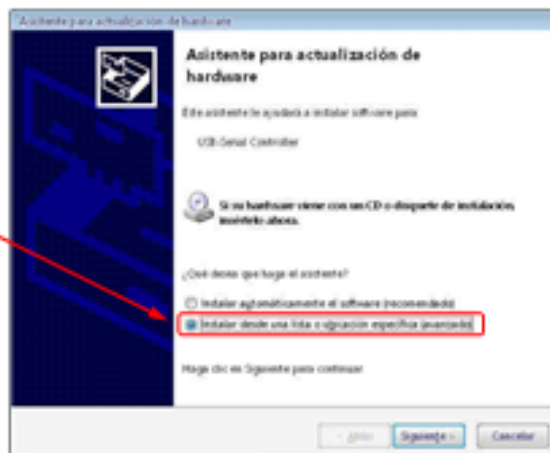 Asistente para actualización de hardware
Asistente para actualización de
hardware
Este asistente le ayudará a instalar software para:
USB-Serial Controller
Si su hardware viene con un CD o disquete de instalación,
insértelo ahora.
¿Qué desea que haga el asistente?
Instalar automáticamente el software (recomendado)
Instalar desde una lista o ubicación específica (avanzado)
Haga clic en Siguiente para continuar.
< Atrás
Siguiente >
Cancelar